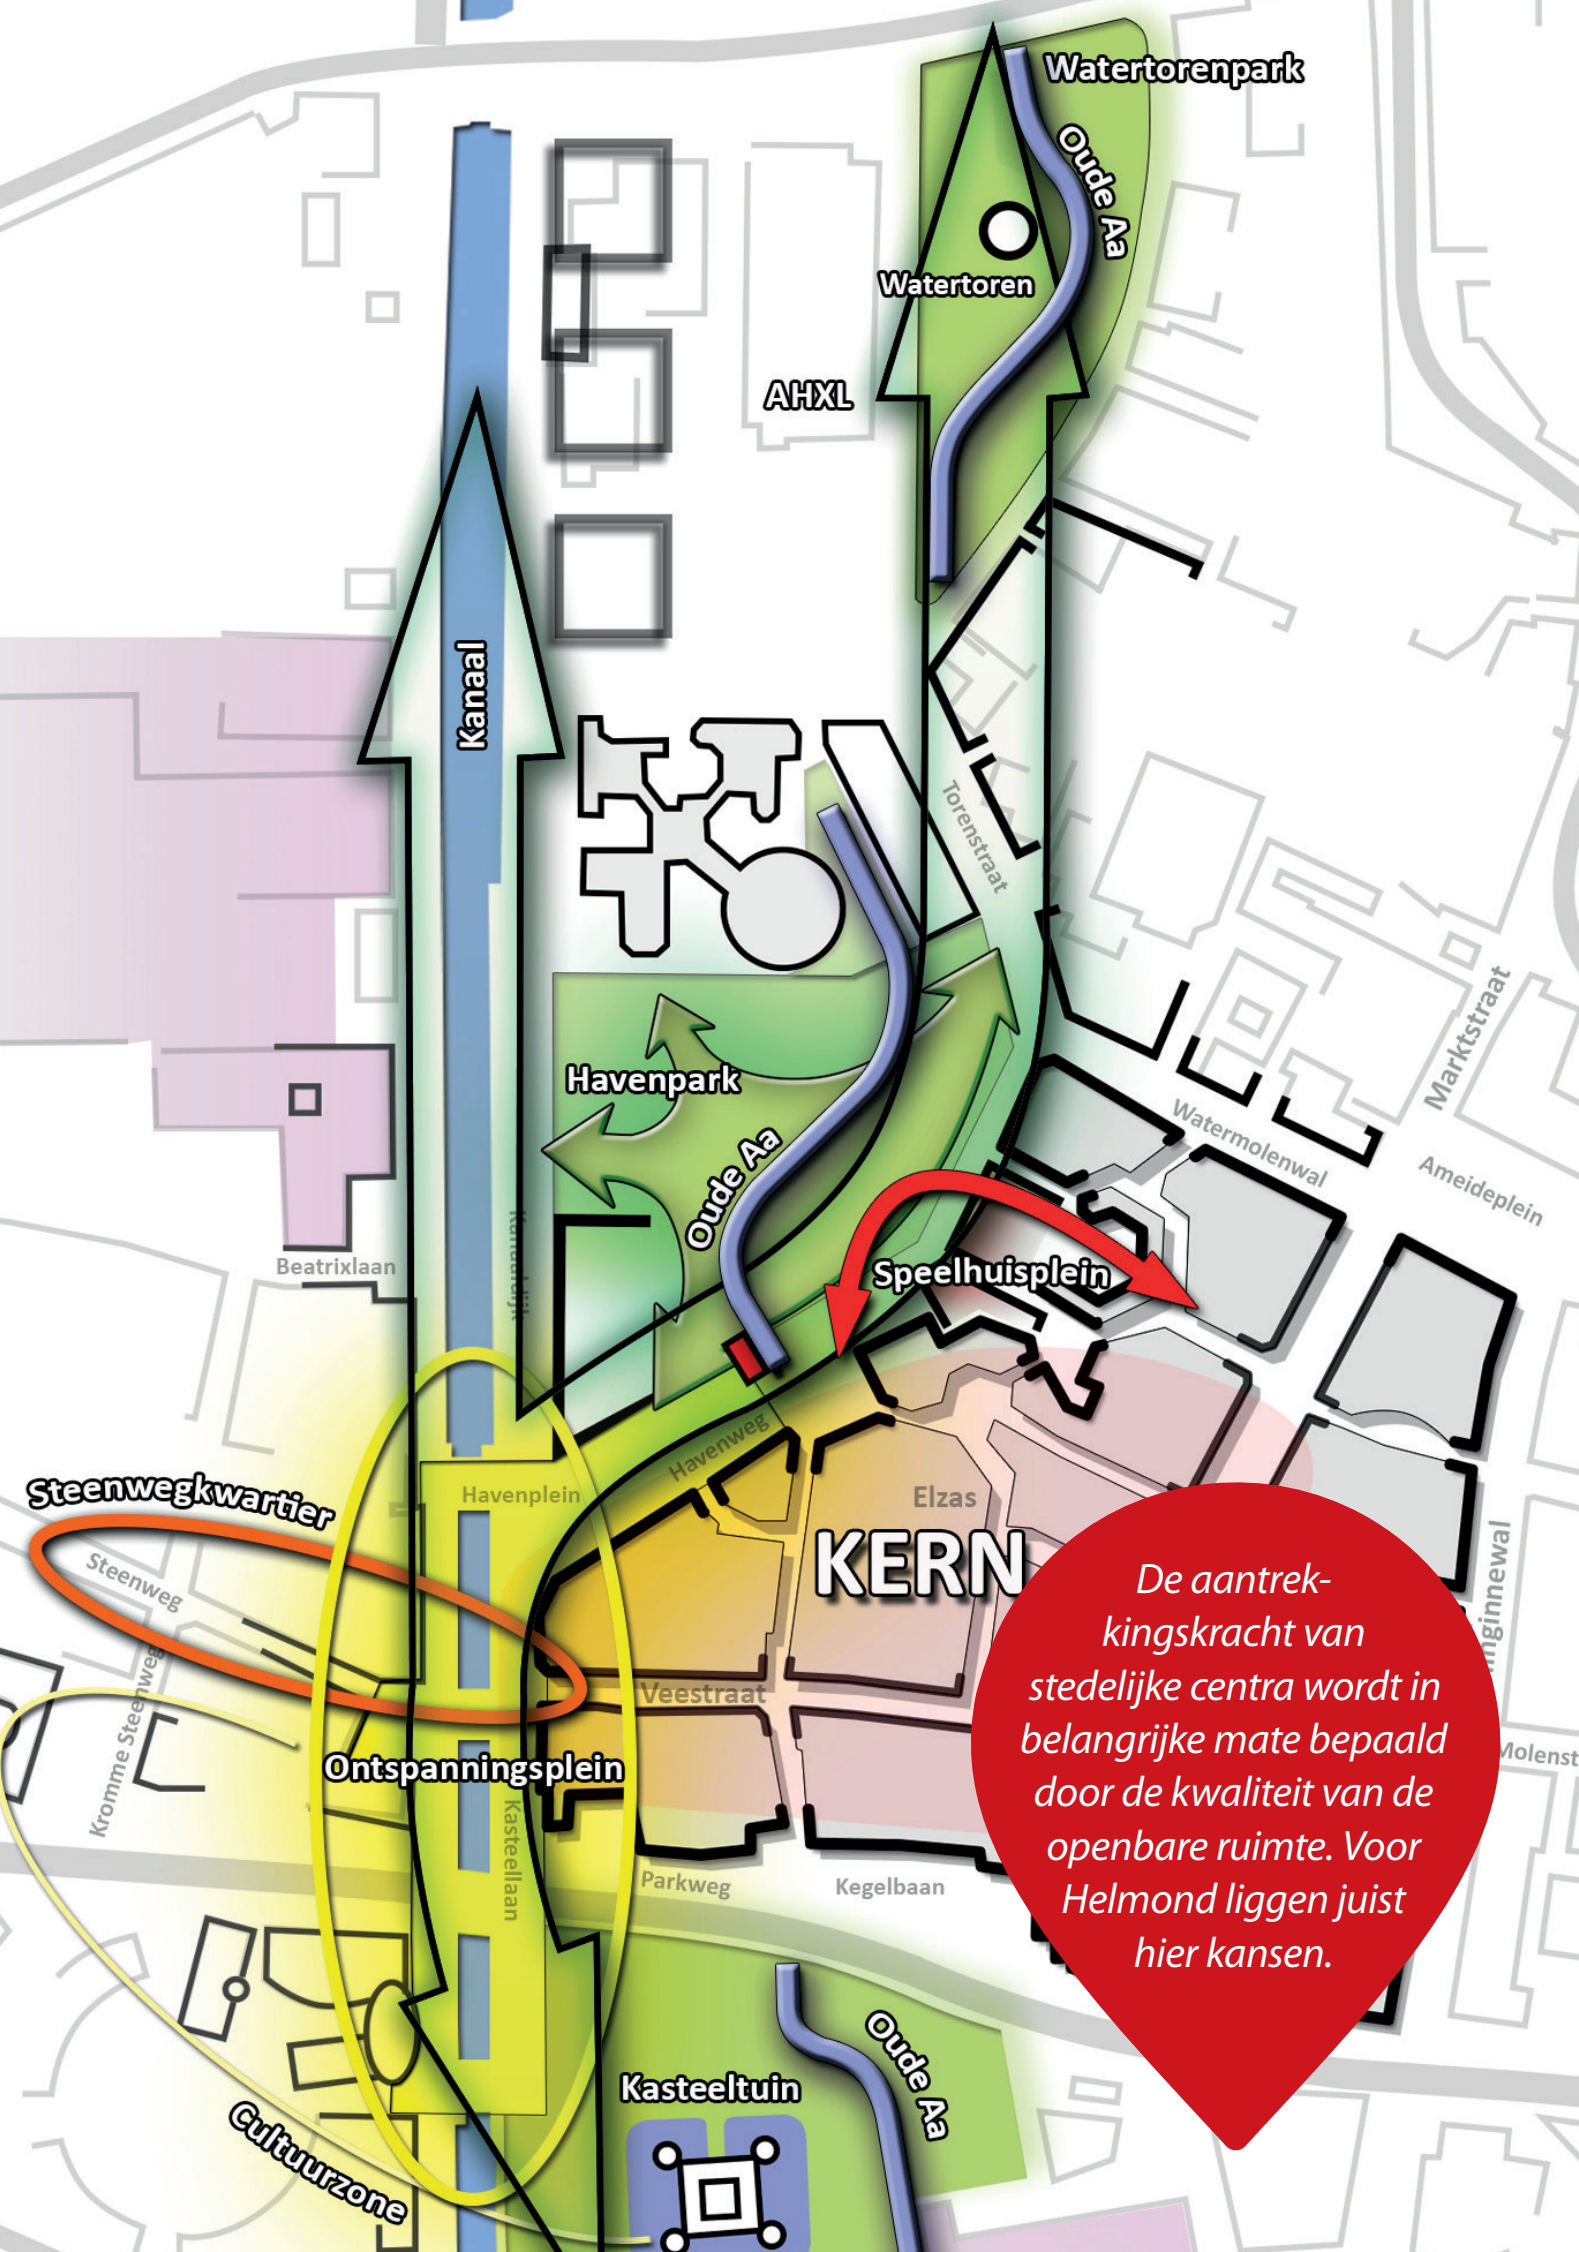 Watertorenpark
Oude Aa
Watertoren
AHXL
Kanaal
Torenstraat
Marktstraat
Havenpark
Watermolenwal
Oude Aa
Ameideplein
Kanaaldijk
Beatrixlaan
Speelhuisplein
Havenweg
Steenwegkwartier
Havenplein
Elzas
KERN
Steenweg
Veestraat
Kromme Steenweg
Ontspanningsplein
Molenst
Kasteellaan
Parkweg
Kegelbaan
De aantrek-
kingskracht van
stedelijke centra wordt in
belangrijke mate bepaald
door de kwaliteit van de
openbare ruimte. Voor
Helmond liggen juist
hier kansen.
Oude Aa
Kasteeltuin
Cultuurzone